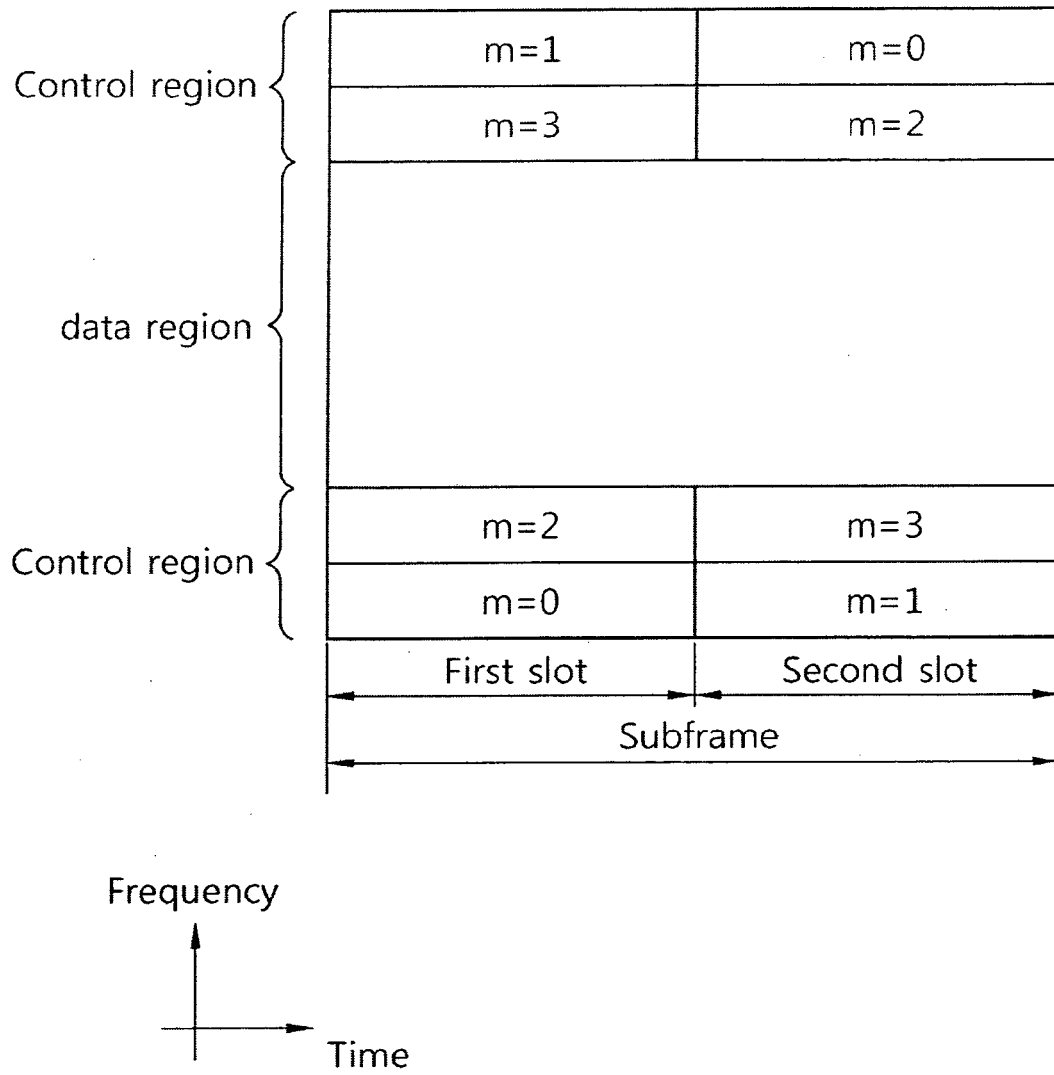 Control region
m=1
m=0
m=3
m=2
data region
Control region
m=2
m=3
m=0
m=1
First slot
Second slot
Subframe
Frequency
Time